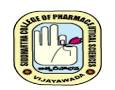 SIDDHARTHA COLLEGE OF PHARMACEUTICAL SCIENCES
VIJAYAWADA